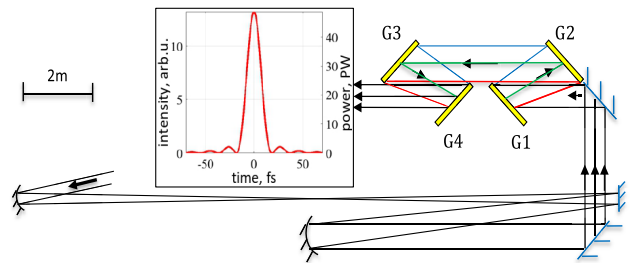 G3
G2
2m
intensity, arb.u.
10
5
0
40
30
20
10
0
power, PW
-50
0
50
time, fs
G4
G1